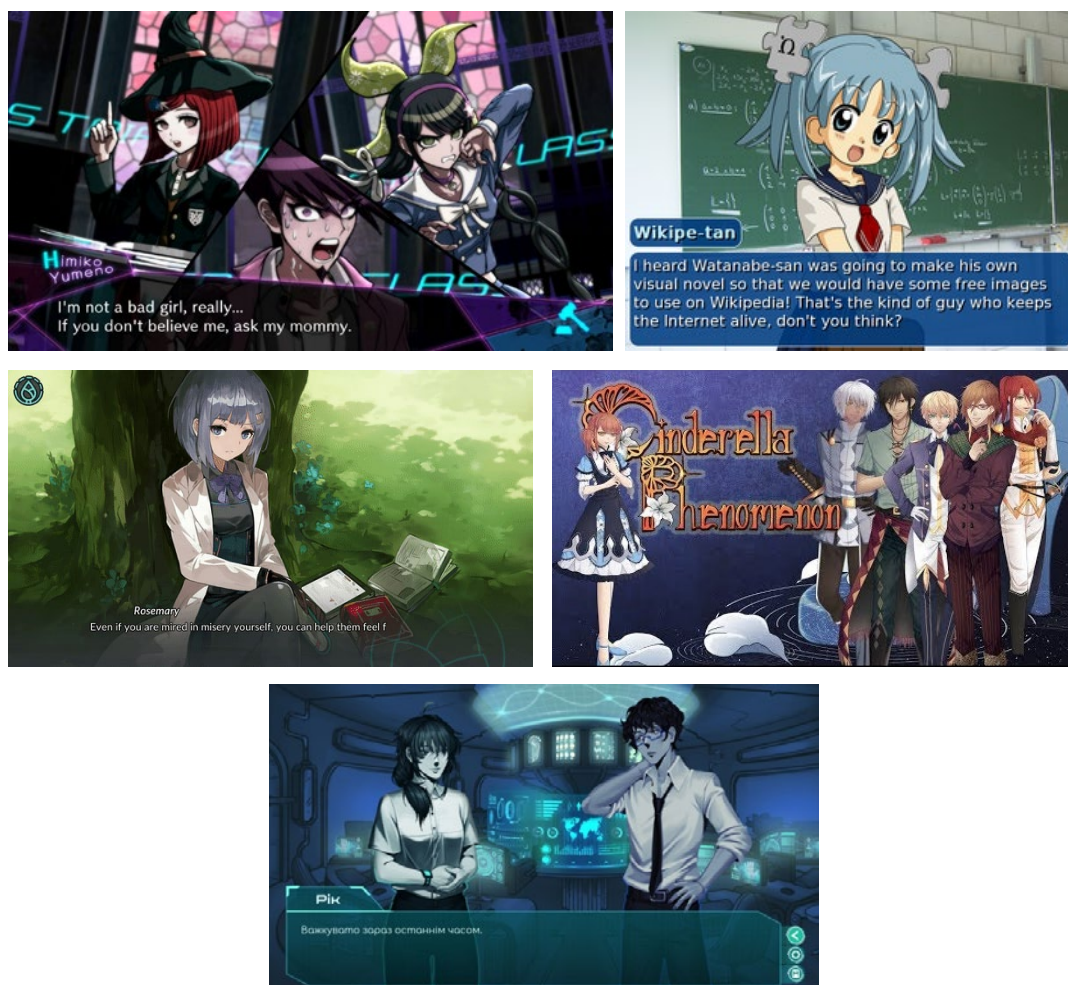 S T
LASS
CLAS
Himiko
Yumeno
I'm not a bad girl, really...
If you don't believe me, ask my mommy.
Ω
Wikipe-tan
I heard Watanabe-san was going to make his own
visual novel so that we would have some free images
to use on Wikipedia! That's the kind of guy who keeps
the Internet alive, don't you think?
Rosemary
Even if you are mired in misery yourself, you can help them feel f
Cinderella
Phenomenon
Рік
Важкувато зараз останнім часом.